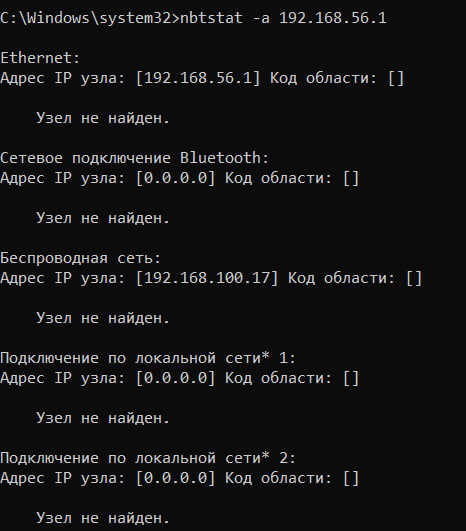 C:\Windows\system32>nbtstat -a 192.168.56.1
Ethernet:
Адрес IP узла: [192.168.56.1] Код области: []
Узел не найден.
Сетевое подключение Bluetooth:
Адрес IP узла: [0.0.0.0] Код области: []
Узел не найден.
Беспроводная сеть:
Адрес IP узла: [192.168.100.17] Код области: []
Узел не найден.
Подключение по локальной сети* 1:
Адрес IP узла: [0.0.0.0] Код области: []
Узел не найден.
Подключение по локальной сети* 2:
Адрес IP узла: [0.0.0.0] Код области: []
Узел не найден.